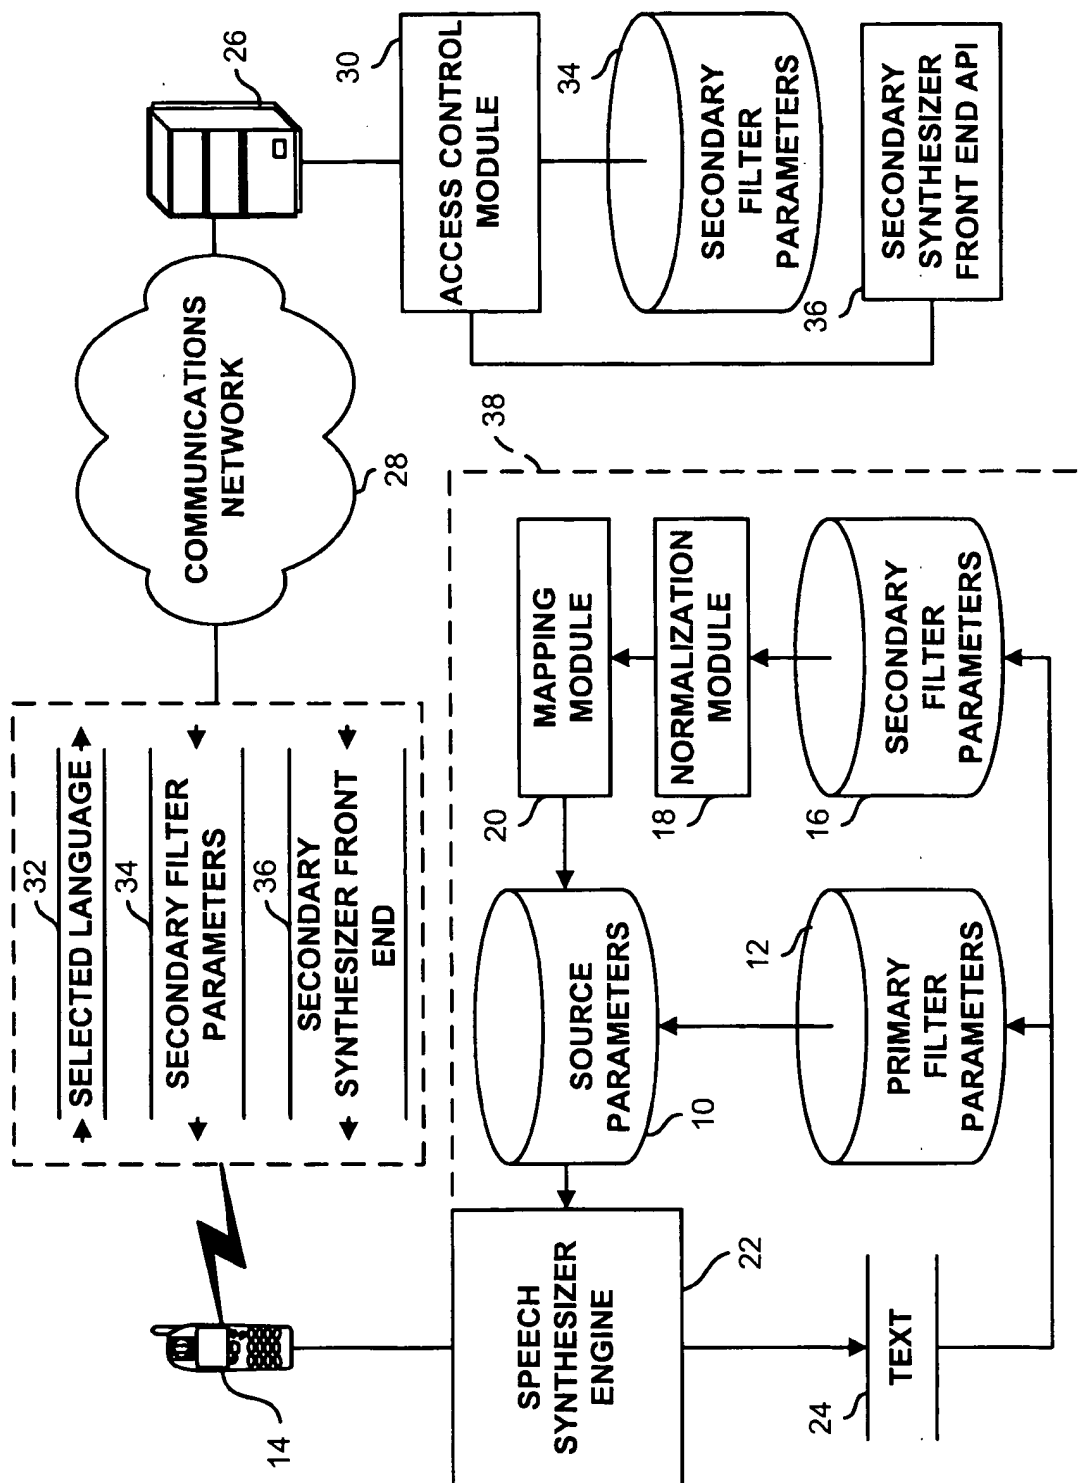 14
32
SELECTED LANGUAGE
34
SECONDARY FILTER
PARAMETERS
36
SECONDARY
SYNTHESIZER FRONT
END
COMMUNICATIONS
NETWORK
28
26
ACCESS CONTROL
MODULE
30
SECONDARY
FILTER
PARAMETERS
34
SECONDARY
SYNTHESIZER
FRONT END API
36
38
SPEECH
SYNTHESIZER
ENGINE
22
SOURCE
PARAMETERS
10
MAPPING
MODULE
20
NORMALIZATION
MODULE
18
TEXT
24
PRIMARY
FILTER
PARAMETERS
12
SECONDARY
FILTER
PARAMETERS
16